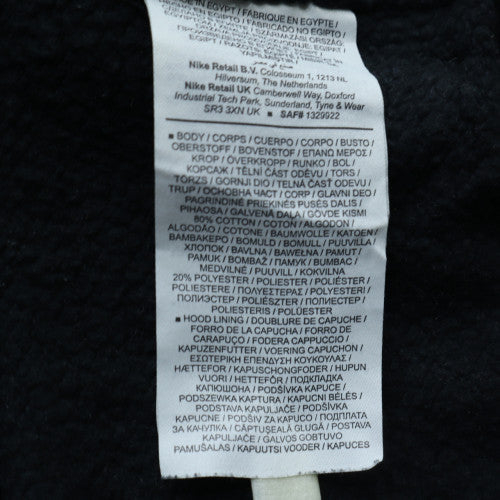 MADE IN EGYPT / FABRIQUE EN EGYPTE /
EGIPT /
YAPILMIŞTIR /
Nike Retail B.V. Colosseum 1, 1213 NL
Hilversum, The Netherlands
Nike Retail UK Camberwell Way, Doxford
Industrial Tech Park, Sunderland, Tyne & Wear
SR3 3XN UK ■ SAF# 1329922
■ BODY / CORPS / CUERPO / CORPO / BUSTO /
OBERSTOFF / BOVENSTOF / ΕΠΑΝΩ ΜΕΡΟΣ /
KROP / ÖVERKROPP / RUNKO / BOL /
КОРСАЖ / TĚLNÍ ČÁST ODĚVU / TORS /
TÖRZS / GORNJI DIO / TELNÁ ČASŤ ODEVU /
TRUP / ОСНОВНА ЧАСТ / CORP / GLAVNI DEO /
PAGRINDINĖ PRIEKINĖS PUSĖS DALIS /
PIHAOSA / GALVENĀ DAĻA / GÖVDE KISMI
80% COTTON / COTON / ALGODON /
ALGODÃO / COTONE / BAUMWOLLE / KATOEN /
ΒΑΜΒΑΚΕΡΟ / BOMULD / BOMULL / PUUVILLA /
ХЛОПОК / BAVLNA / BAWEŁNA / PAMUT /
PAMUK / BOMBAŽ / ПАМУК / BUMBAC /
MEDVILNĖ / PUUVILL / KOKVILNA
20% POLYESTER / POLIESTER / POLIÉSTER /
POLIESTERE / ΠΟΛΥΕΣΤΕΡΑΣ / POLYESTERI /
ПОЛИЭСТЕР / POLIÉSZTER / ПОЛИЕСТЕР /
POLIESTERIS / POLÜESTER
■ HOOD LINING / DOUBLURE DE CAPUCHE /
FORRO DE LA CAPUCHA / FORRO DE
CARAPUÇO / FODERA CAPPUCCIO /
KAPUZENFUTTER / VOERING CAPUCHON /
ΕΣΩΤΕΡΙΚΗ ΕΠΕΝΔΥΣΗ ΚΟΥΚΟΥΛΑΣ /
HÆTTEFOR / KAPUSCHONGFODER / HUPUN
VUORI / HETTEFÔR / ПОДКЛАДКА
КАПЮШОНА / PODŠÍVKA KAPUCE /
PODSZEWKA KAPTURA / KAPUCNI BÉLÉS /
PODSTAVA KAPULJAČE / PODŠÍVKA
KAPUCNE / PODŠIV ZA KAPUCO / ПОДПЛАТА
ЗА КАЧУЛКА / CĂPTUŞEALĂ GLUGĂ / POSTAVA
KAPULJAČE / GALVOS GOBTUVO
PAMUŠALAS / KAPUUTSI VOODER / KAPUCES